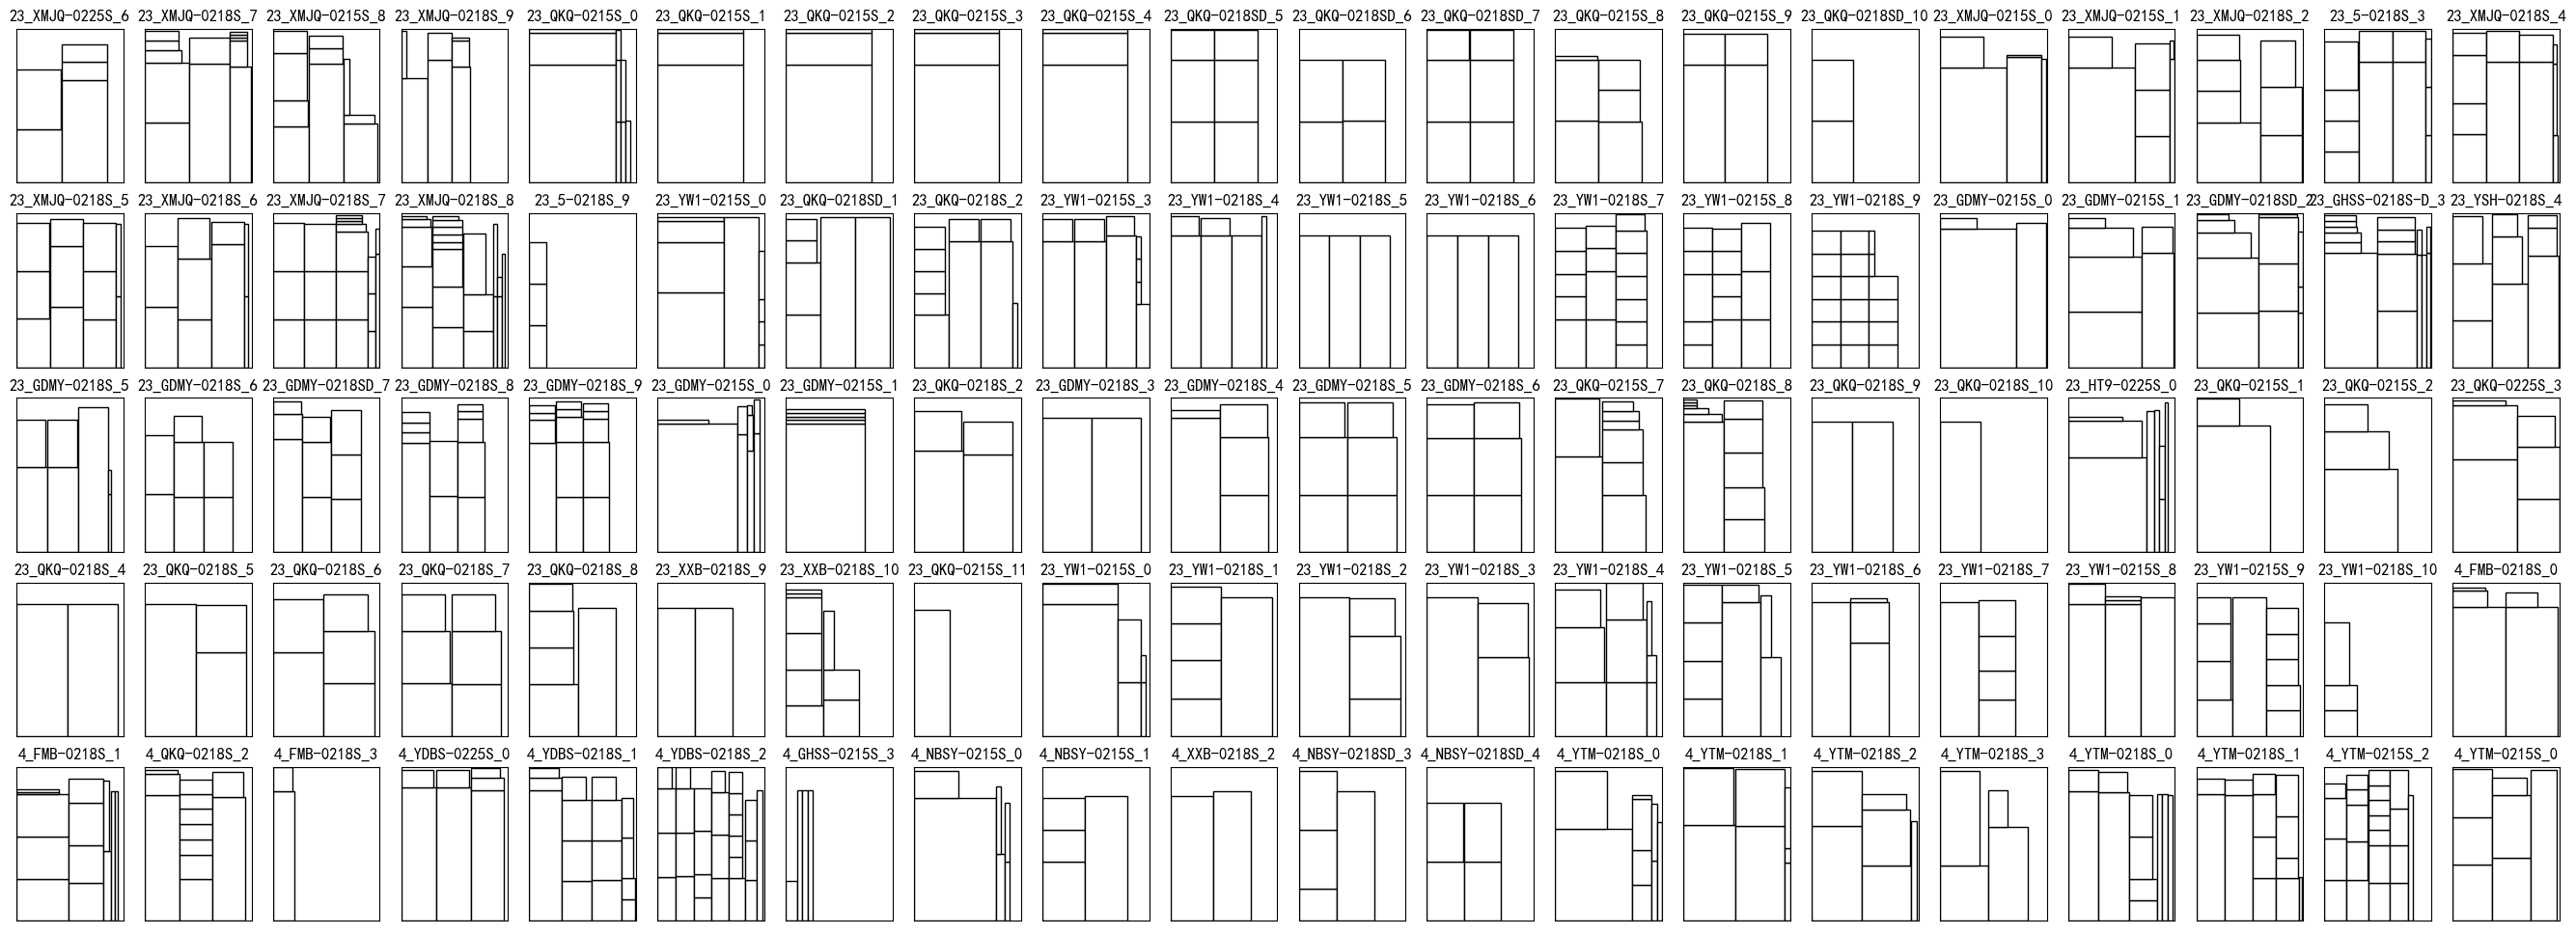 23_XMJQ-0225S_6 23_XMJQ-0218S_7 23_XMJQ-0215S_8 23_XMJQ-0218S_9 23_QKQ-0215S_0 23_QKQ-0215S_1 23_QKQ-0215S_2 23_QKQ-0215S_3 23_QKQ-0215S_4 23_QKQ-0218SD_5 23_QKQ-0218SD_6 23_QKQ-0218SD_7 23_QKQ-0215S_8 23_QKQ-0215S_9 23_QKQ-0218SD_10 23_XMJQ-0215S_0 23_XMJQ-0215S_1 23_XMJQ-0218S_2 23_5-0218S_3 23_XMJQ-0218S_4
23_XMJQ-0218S_5 23_XMJQ-0218S_6 23_XMJQ-0218S_7 23_XMJQ-0218S_8 23_5-0218S_9 23_YW1-0215S_0 23_QKQ-0218SD_1 23_QKQ-0218S_2 23_YW1-0215S_3 23_YW1-0218S_4 23_YW1-0218S_5 23_YW1-0218S_6 23_YW1-0218S_7 23_YW1-0215S_8 23_YW1-0218S_9 23_GDMY-0215S_0 23_GDMY-0215S_1 23_GDMY-0218SD_2 23_GHSS-0218S-D_3 23_YSH-0218S_4
23_GDMY-0218S_5 23_GDMY-0218S_6 23_GDMY-0218SD_7 23_GDMY-0218S_8 23_GDMY-0218S_9 23_GDMY-0215S_0 23_GDMY-0215S_1 23_QKQ-0218S_2 23_GDMY-0218S_3 23_GDMY-0218S_4 23_GDMY-0218S_5 23_GDMY-0218S_6 23_QKQ-0215S_7 23_QKQ-0218S_8 23_QKQ-0218S_9 23_QKQ-0218S_10 23_HT9-0225S_0 23_QKQ-0215S_1 23_QKQ-0215S_2 23_QKQ-0225S_3
23_QKQ-0218S_4 23_QKQ-0218S_5 23_QKQ-0218S_6 23_QKQ-0218S_7 23_QKQ-0218S_8 23_XXB-0218S_9 23_XXB-0218S_10 23_QKQ-0215S_11 23_YW1-0215S_0 23_YW1-0218S_1 23_YW1-0218S_2 23_YW1-0218S_3 23_YW1-0218S_4 23_YW1-0218S_5 23_YW1-0218S_6 23_YW1-0218S_7 23_YW1-0215S_8 23_YW1-0215S_9 23_YW1-0218S_10 4_FMB-0218S_0
4_FMB-0218S_1 4_QKQ-0218S_2 4_FMB-0218S_3 4_YDBS-0225S_0 4_YDBS-0218S_1 4_YDBS-0218S_2 4_GHSS-0215S_3 4_NBSY-0215S_0 4_NBSY-0215S_1 4_XXB-0218S_2 4_NBSY-0218SD_3 4_NBSY-0218SD_4 4_YTM-0218S_0 4_YTM-0218S_1 4_YTM-0218S_2 4_YTM-0218S_3 4_YTM-0218S_0 4_YTM-0218S_1 4_YTM-0215S_2 4_YTM-0215S_0